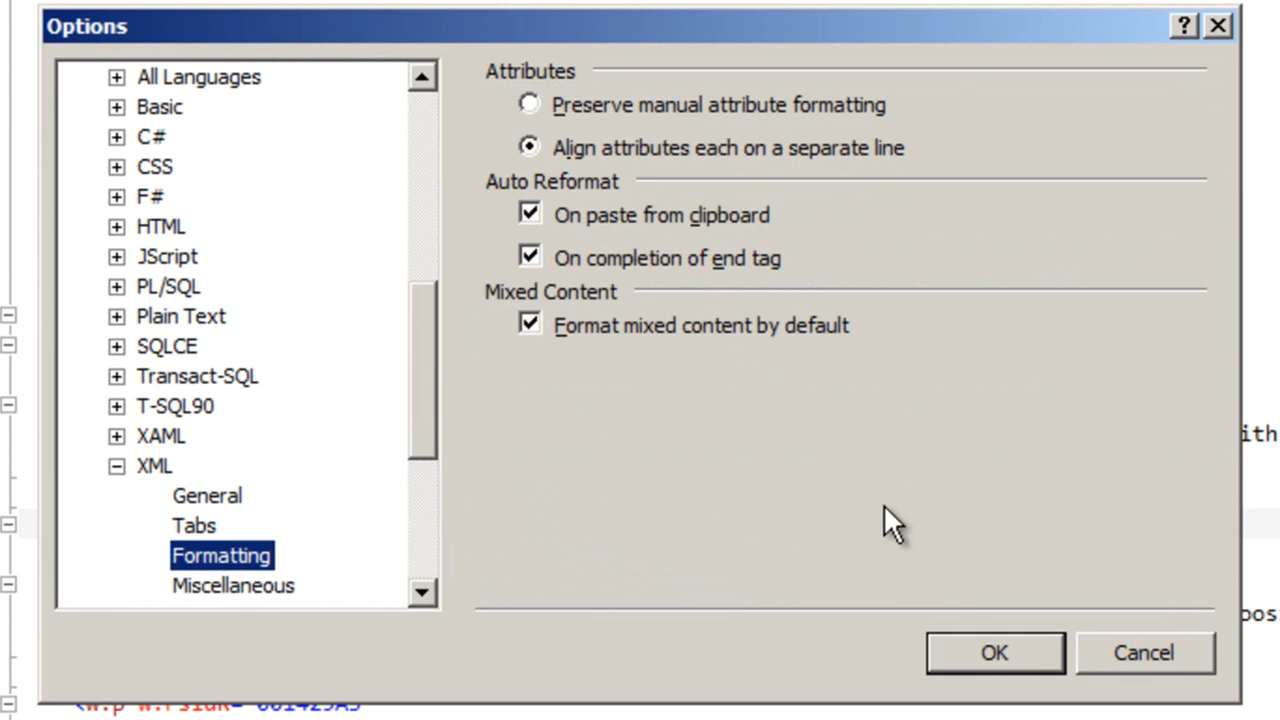 Options
All Languages
Basic
C#
CSS
F#
HTML
JScript
PL/SQL
Plain Text
SQLCE
Transact-SQL
T-SQL90
XAML
XML
General
Tabs
Formatting
Miscellaneous
Attributes
Preserve manual attribute formatting
Align attributes each on a separate line
Auto Reformat
On paste from clipboard
On completion of end tag
Mixed Content
Format mixed content by default
OK
Cancel
ith